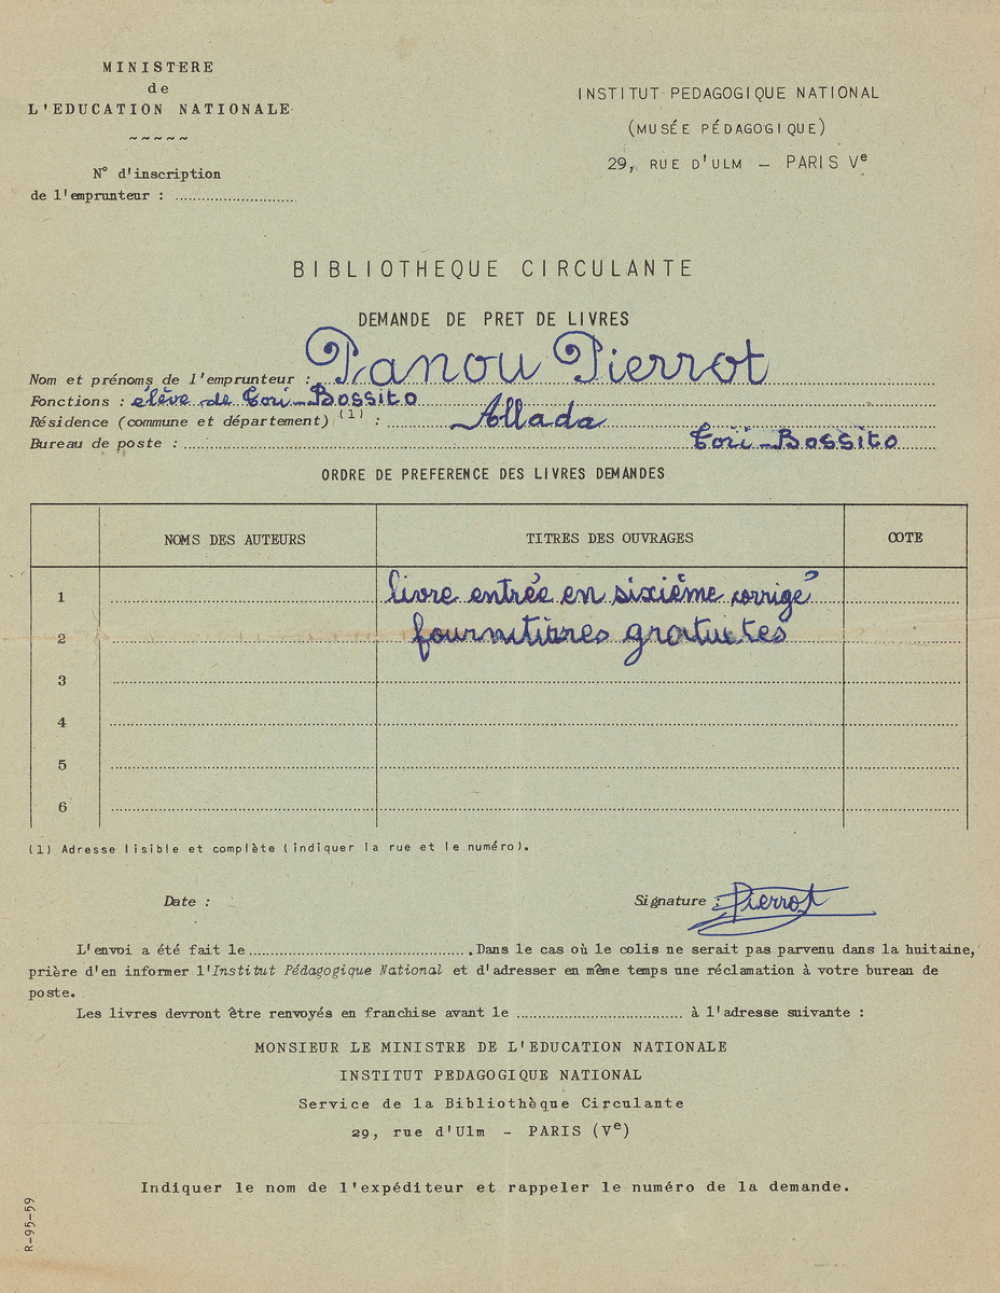 MINISTERE
de
L'EDUCATION NATIONALE
~~~~~
N° d'inscription
de l'emprunteur : ..............................
INSTITUT PEDAGOGIQUE NATIONAL
(MUSÉE PÉDAGOGIQUE)
29, RUE D'ULM — PARIS Ve
BIBLIOTHEQUE CIRCULANTE
DEMANDE DE PRET DE LIVRES
Nom et prénoms de l'emprunteur : Panou Pierrot
Fonctions : élève de Tori-Bossito
Résidence (commune et département) (1) : Allada
Bureau de poste : Tori-Bossito
ORDRE DE PREFERENCE DES LIVRES DEMANDES
NOMS DES AUTEURS TITRES DES OUVRAGES COTE
1 livre entrée en sixième corrigé
2 fournitures gratuites
3
4
5
6
(1) Adresse lisible et complète (indiquer la rue et le numéro).
Date :
Signature : Pierrot
L'envoi a été fait le ........................................ . Dans le cas où le colis ne serait pas parvenu dans la huitaine,
prière d'en informer l'Institut Pédagogique National et d'adresser en même temps une réclamation à votre bureau de
poste.
Les livres devront être renvoyés en franchise avant le .............................. à l'adresse suivante :
MONSIEUR LE MINISTRE DE L'EDUCATION NATIONALE
INSTITUT PEDAGOGIQUE NATIONAL
Service de la Bibliothèque Circulante
29, rue d'Ulm - PARIS (Ve)
Indiquer le nom de l'expéditeur et rappeler le numéro de la demande.
R-95-59